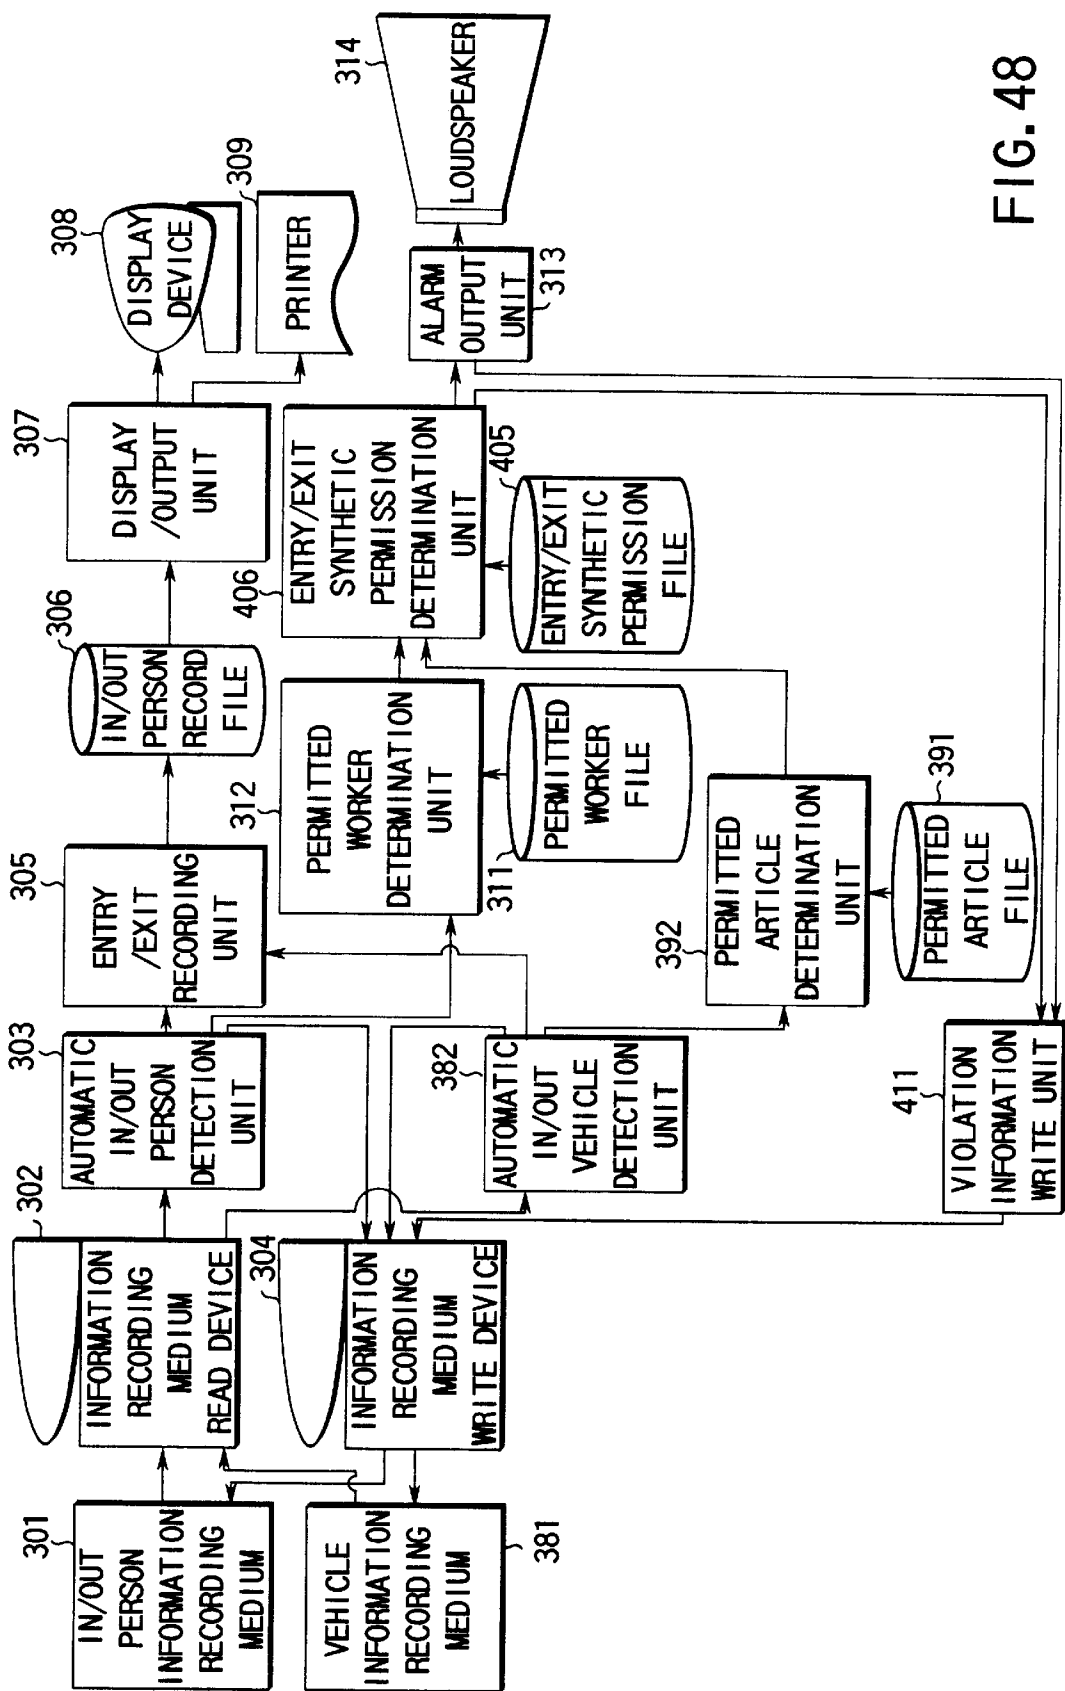 301
IN/OUT
PERSON
INFORMATION
RECORDING
MEDIUM
302
INFORMATION
RECORDING
MEDIUM
READ DEVICE
303
AUTOMATIC
IN/OUT
PERSON
DETECTION
UNIT
305
ENTRY
/EXIT
RECORDING
UNIT
306
IN/OUT
PERSON
RECORD
FILE
307
DISPLAY
/OUTPUT
UNIT
308
DISPLAY
DEVICE
309
PRINTER
VEHICLE
INFORMATION
RECORDING
MEDIUM
381
304
INFORMATION
RECORDING
MEDIUM
WRITE DEVICE
382
AUTOMATIC
IN/OUT
VEHICLE
DETECTION
UNIT
312
PERMITTED
WORKER
DETERMINATION
UNIT
311
PERMITTED
WORKER
FILE
406
ENTRY/EXIT
SYNTHETIC
PERMISSION
DETERMINATION
UNIT
405
ENTRY/EXIT
SYNTHETIC
PERMISSION
FILE
ALARM
OUTPUT
UNIT
313
314
LOUDSPEAKER
392
PERMITTED
ARTICLE
DETERMINATION
UNIT
391
PERMITTED
ARTICLE
FILE
411
VIOLATION
INFORMATION
WRITE UNIT
FIG. 48